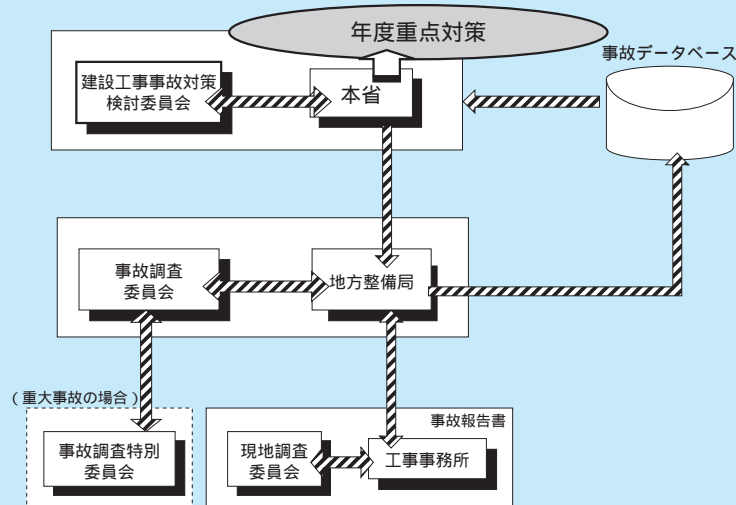 年度重点対策
事故データベース
建設工事事故対策
検討委員会
本省
事故調査
委員会
地方整備局
(重大事故の場合)
事故報告書
事故調査特別
委員会
現地調査
委員会
工事事務所